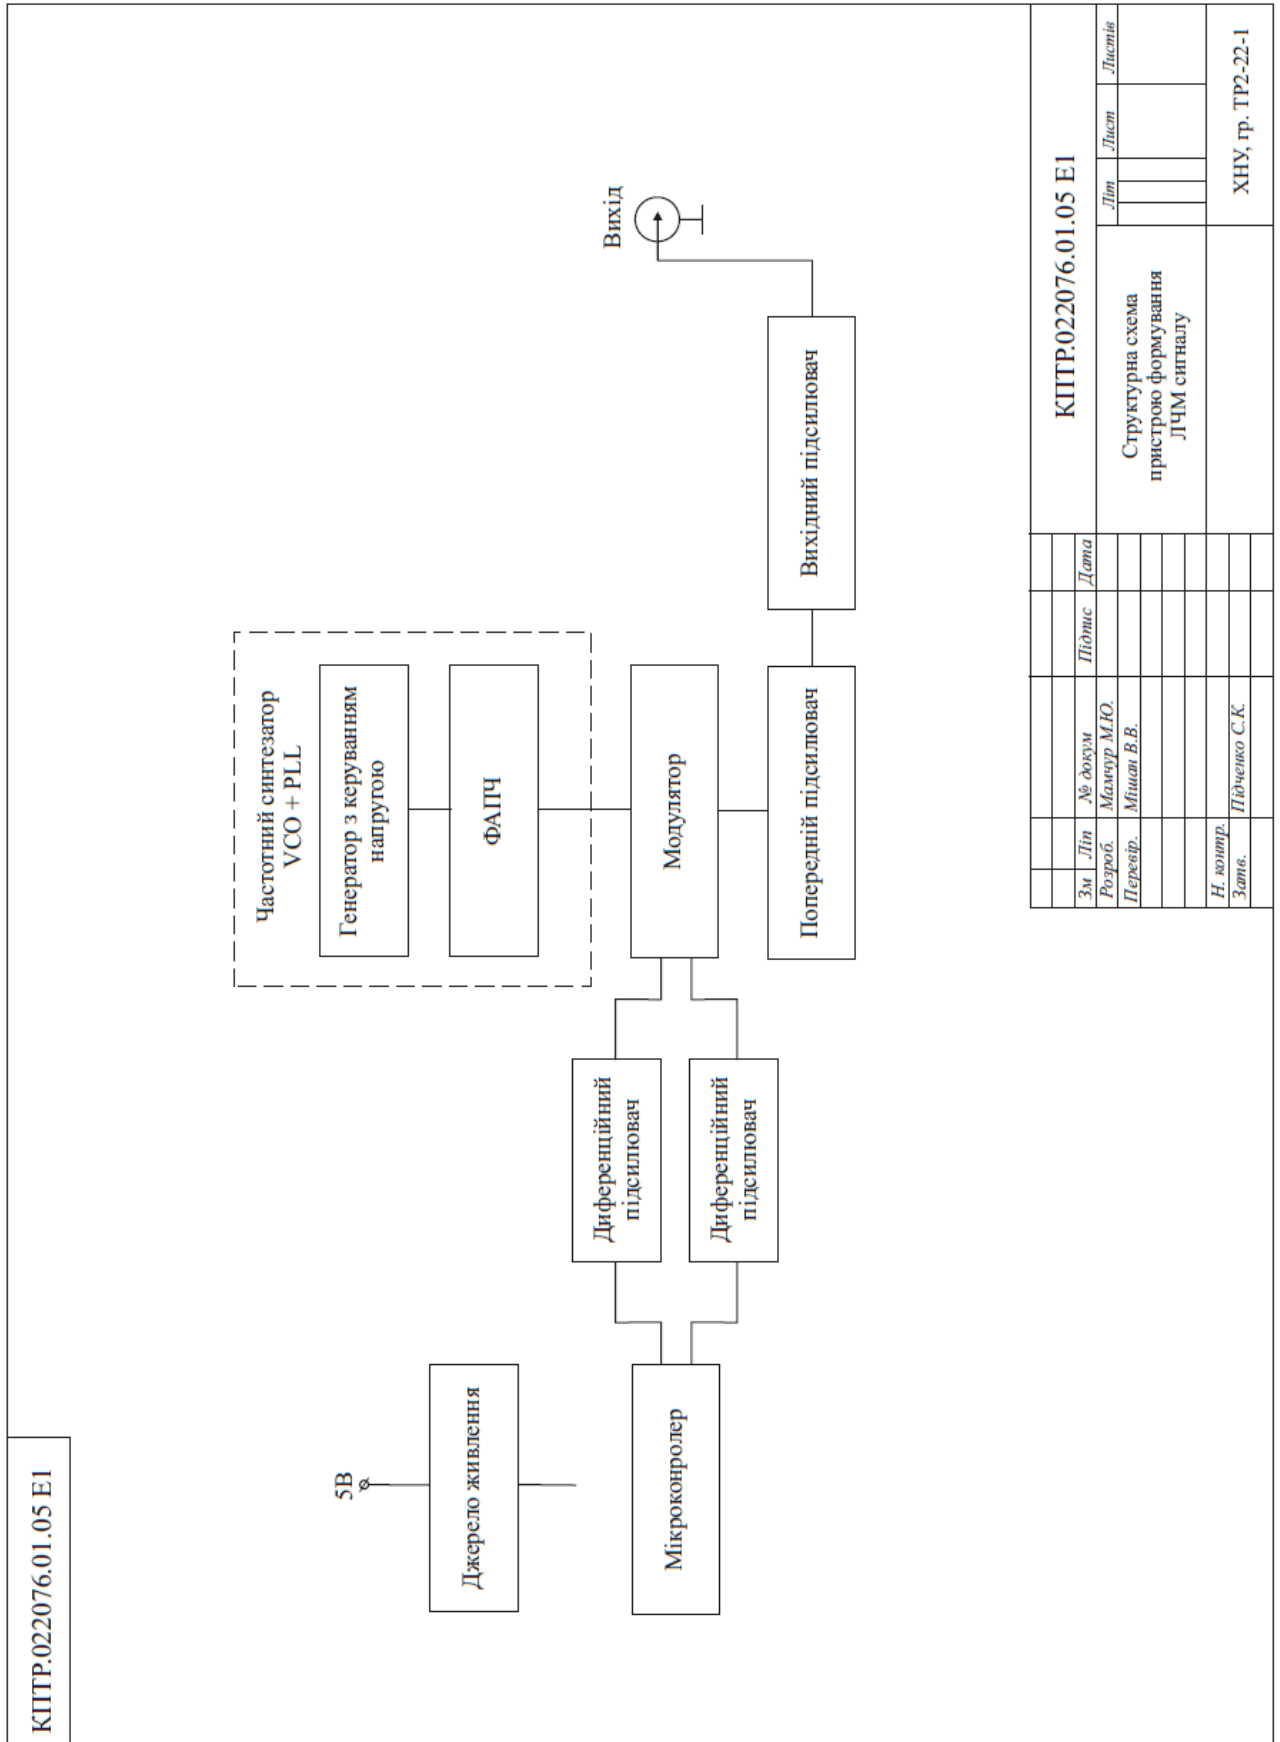 КПТР.022076.01.05 Е1
5В
Джерело живлення
Мікроконролер
Диференційний
підсилювач
Диференційний
підсилювач
Частотний синтезатор
VCO + PLL
Генератор з керуванням
напругою
ФАПЧ
Модулятор
Попередній підсилювач
Вихідний підсилювач
Вихід
КПТР.022076.01.05 Е1
Зм Ліп № докум Підпис Дата
Розроб. Мамчур М.Ю.
Перевір. Мішан В.В.
Н. контр.
Затв. Підченко С.К.
Структурна схема
пристрою формування
ЛЧМ сигналу
Літ Лист Листів
ХНУ, гр. ТР2-22-1